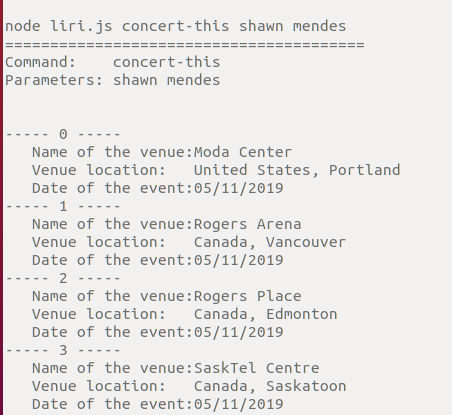 node liri.js concert-this shawn mendes
========================================
Command:    concert-this
Parameters: shawn mendes
----- 0 -----
   Name of the venue:Moda Center
   Venue location:   United States, Portland
   Date of the event:05/11/2019
----- 1 -----
   Name of the venue:Rogers Arena
   Venue location:   Canada, Vancouver
   Date of the event:05/11/2019
----- 2 -----
   Name of the venue:Rogers Place
   Venue location:   Canada, Edmonton
   Date of the event:05/11/2019
----- 3 -----
   Name of the venue:SaskTel Centre
   Venue location:   Canada, Saskatoon
   Date of the event:05/11/2019